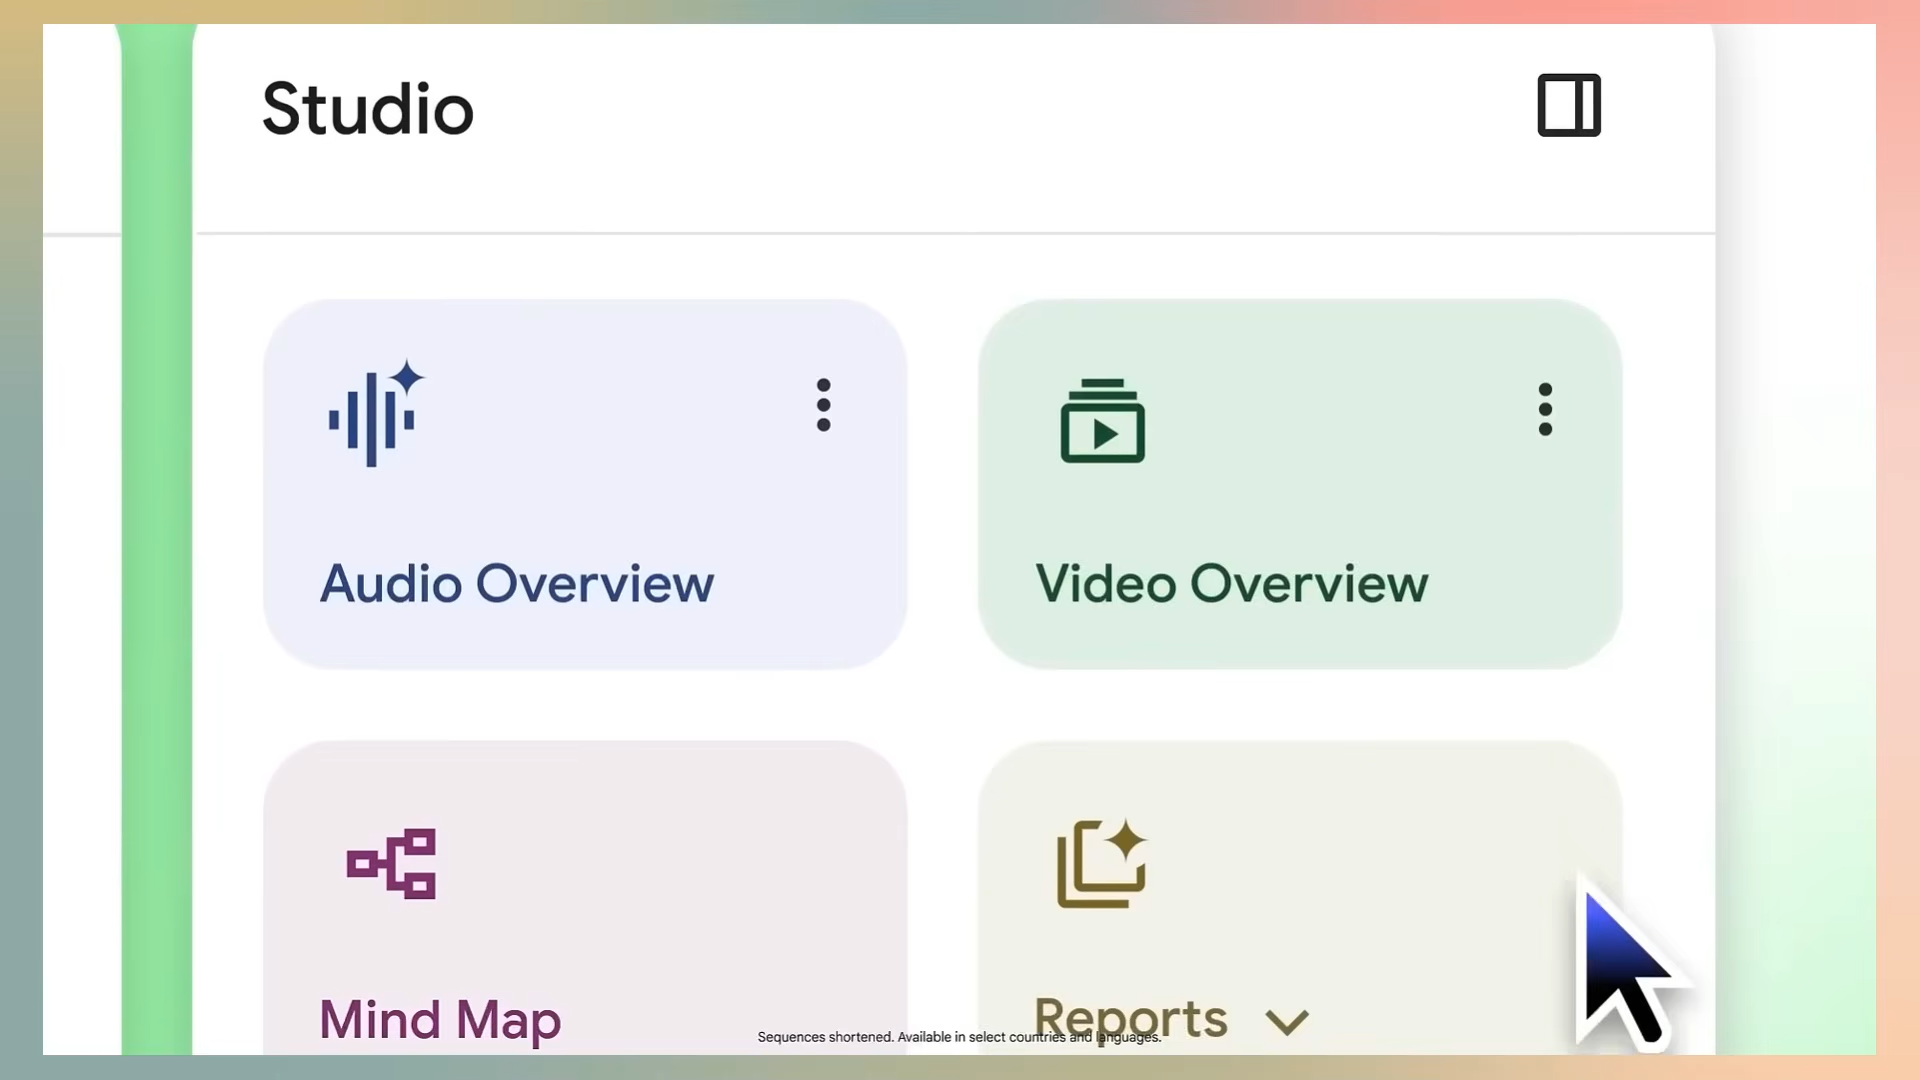 Studio
Audio Overview
Video Overview
Mind Map
Reports
Sequences shortened. Available in select countries and languages.